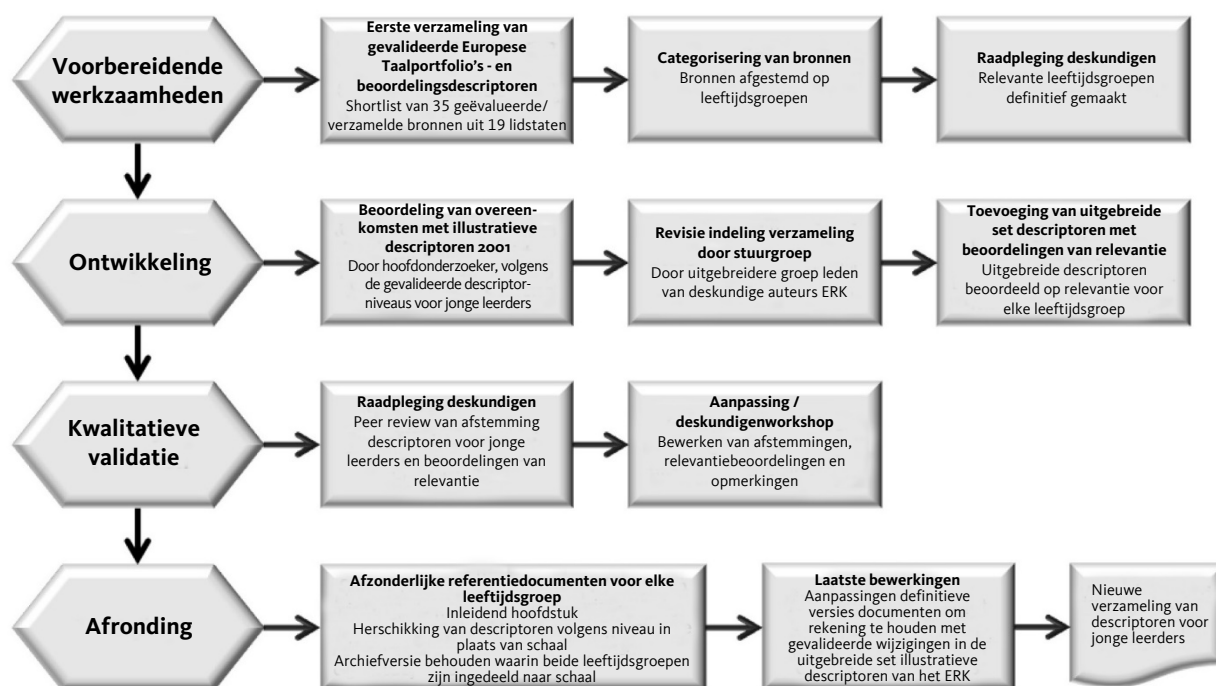 Voorbereidende
werkzaamheden
Eerste verzameling van
gevalideerde Europese
Taalportfolio's - en
beoordelingsdescriptoren
Shortlist van 35 geëvalueerde/
verzamelde bronnen uit 19 lidstaten
Categorisering van bronnen
Bronnen afgestemd op
leeftijdsgroepen
Raadpleging deskundigen
Relevante leeftijdsgroepen
definitief gemaakt
Ontwikkeling
Beoordeling van overeen-
komsten met illustratieve
descriptoren 2001
Door hoofdonderzoeker, volgens
de gevalideerde descriptor-
niveaus voor jonge leerders
Revisie indeling verzameling
door stuurgroep
Door uitgebreidere groep leden
van deskundige auteurs ERK
Toevoeging van uitgebreide
set descriptoren met
beoordelingen van relevantie
Uitgebreide descriptoren
beoordeeld op relevantie voor
elke leeftijdsgroep
Kwalitatieve
validatie
Raadpleging deskundigen
Peer review van afstemming
descriptoren voor jonge
leerders en beoordelingen van
relevantie
Aanpassing /
deskundigenworkshop
Bewerken van afstemmingen,
relevantiebeoordelingen en
opmerkingen
Afronding
Afzonderlijke referentiedocumenten voor elke
leeftijdsgroep
Inleidend hoofdstuk
Herschikking van descriptoren volgens niveau in
plaats van schaal
Archiefversie behouden waarin beide leeftijdsgroepen
zijn ingedeeld naar schaal
Laatste bewerkingen
Aanpassingen definitieve
versies documenten om
rekening te houden met
gevalideerde wijzigingen in de
uitgebreide set illustratieve
descriptoren van het ERK
Nieuwe
verzameling van
descriptoren voor
jonge leerders